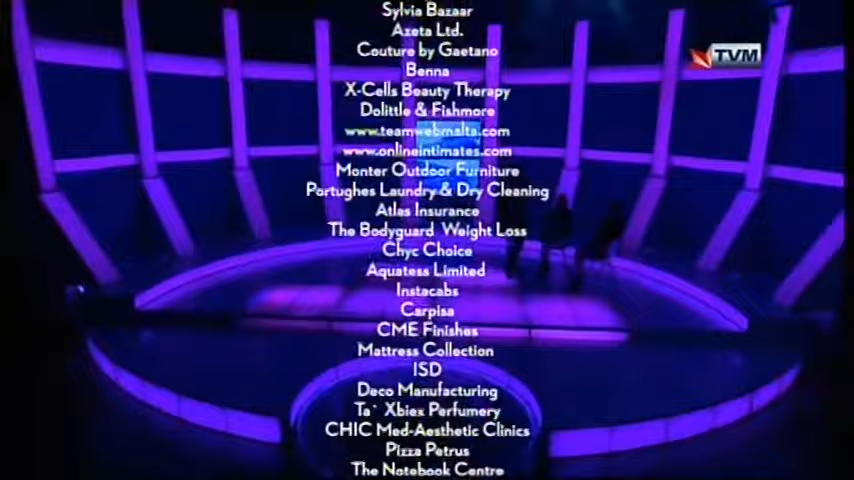 Sylvia Bazaar
Azeta Ltd.
Couture by Gaetano
TVM
Benna
X-Cells Beauty Therapy
Dolittle & Fishmore
www.teamwebmalta.com
www.onlineintimates.com
Monter Outdoor Furniture
Portughes Laundry & Dry Cleaning
Atlas Insurance
The Bodyguard Weight Loss
Chyc Choice
Aquatess Limited
Instacabs
Carpisa
CME Finishes
Mattress Collection
ISD
Deco Manufacturing
Ta` Xbiex Perfumery
CHIC Med-Aesthetic Clinics
Pizza Petrus
The Notebook Centre